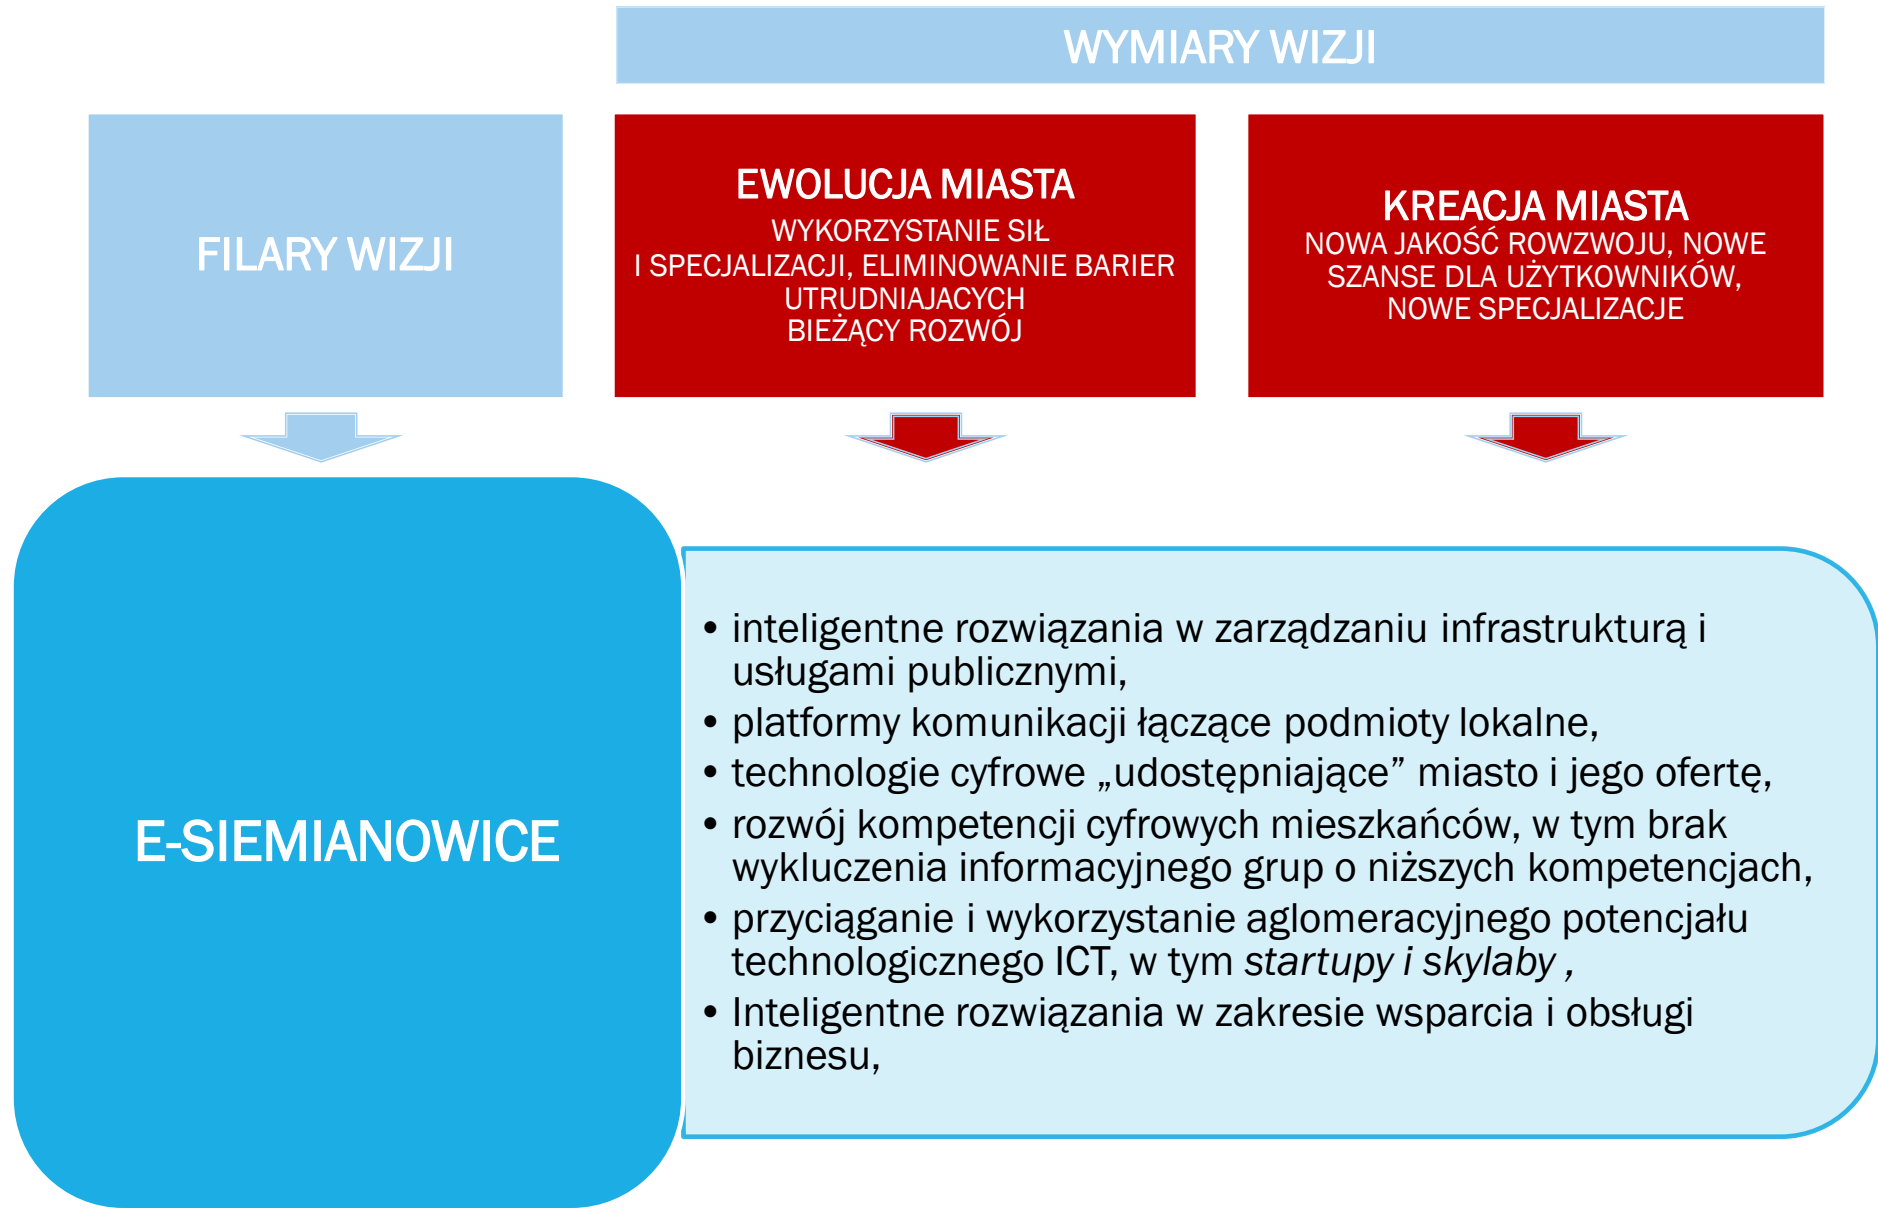 WYMIARY WIZJI
FILARY WIZJI
EWOLUCJA MIASTA
WYKORZYSTANIE SIŁ
I SPECJALIZACJI, ELIMINOWANIE BARIER
UTRUDNIAJACYCH
BIEŻĄCY ROZWÓJ
KREACJA MIASTA
NOWA JAKOŚĆ ROWZWOJU, NOWE
SZANSE DLA UŻYTKOWNIKÓW,
NOWE SPECJALIZACJE
E-SIEMIANOWICE
• inteligentne rozwiązania w zarządzaniu infrastrukturą i
usługami publicznymi,
• platformy komunikacji łączące podmioty lokalne,
• technologie cyfrowe „udostępniające” miasto i jego ofertę,
• rozwój kompetencji cyfrowych mieszkańców, w tym brak
wykluczenia informacyjnego grup o niższych kompetencjach,
• przyciąganie i wykorzystanie aglomeracyjnego potencjału
technologicznego ICT, w tym startupy i skylaby ,
• Inteligentne rozwiązania w zakresie wsparcia i obsługi
biznesu,